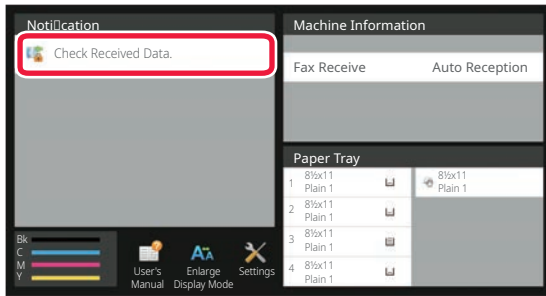 Noti▯cation
Check Received Data.
Machine Information
Fax Receive Auto Reception
Paper Tray
1 8½x11
Plain 1
8½x11
Plain 1
2 8½x11
Plain 1
3 8½x11
Plain 1
4 8½x11
Plain 1
Bk
C
M
Y
User's
Manual
Enlarge
Display Mode
Settings